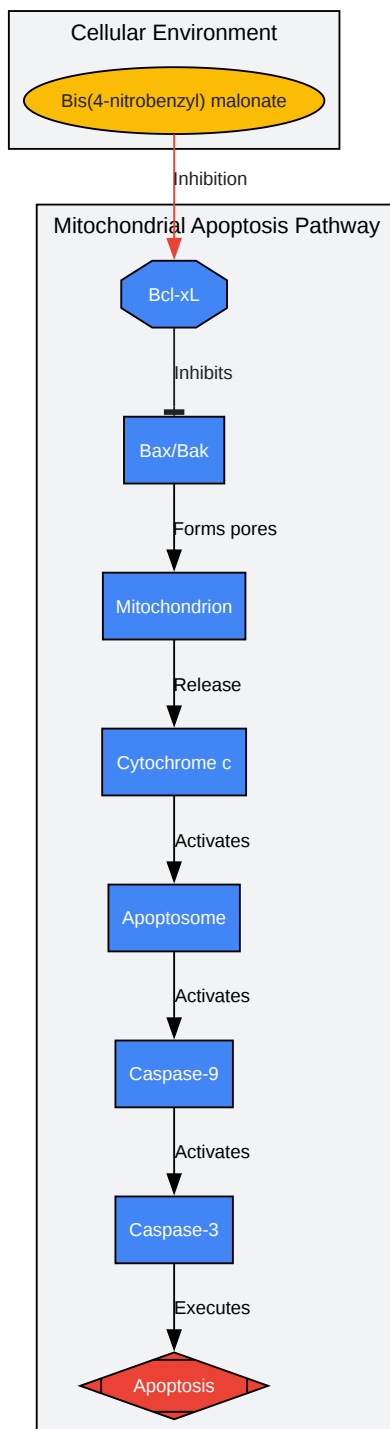 Cellular Environment
Bis(4-nitrobenzyl) malonate
Inhibition
Mitochondrial Apoptosis Pathway
Bcl-xL
Inhibits
Bax/Bak
Forms pores
Mitochondrion
Release
Cytochrome c
Activates
Apoptosome
Activates
Caspase-9
Activates
Caspase-3
Executes
Apoptosis